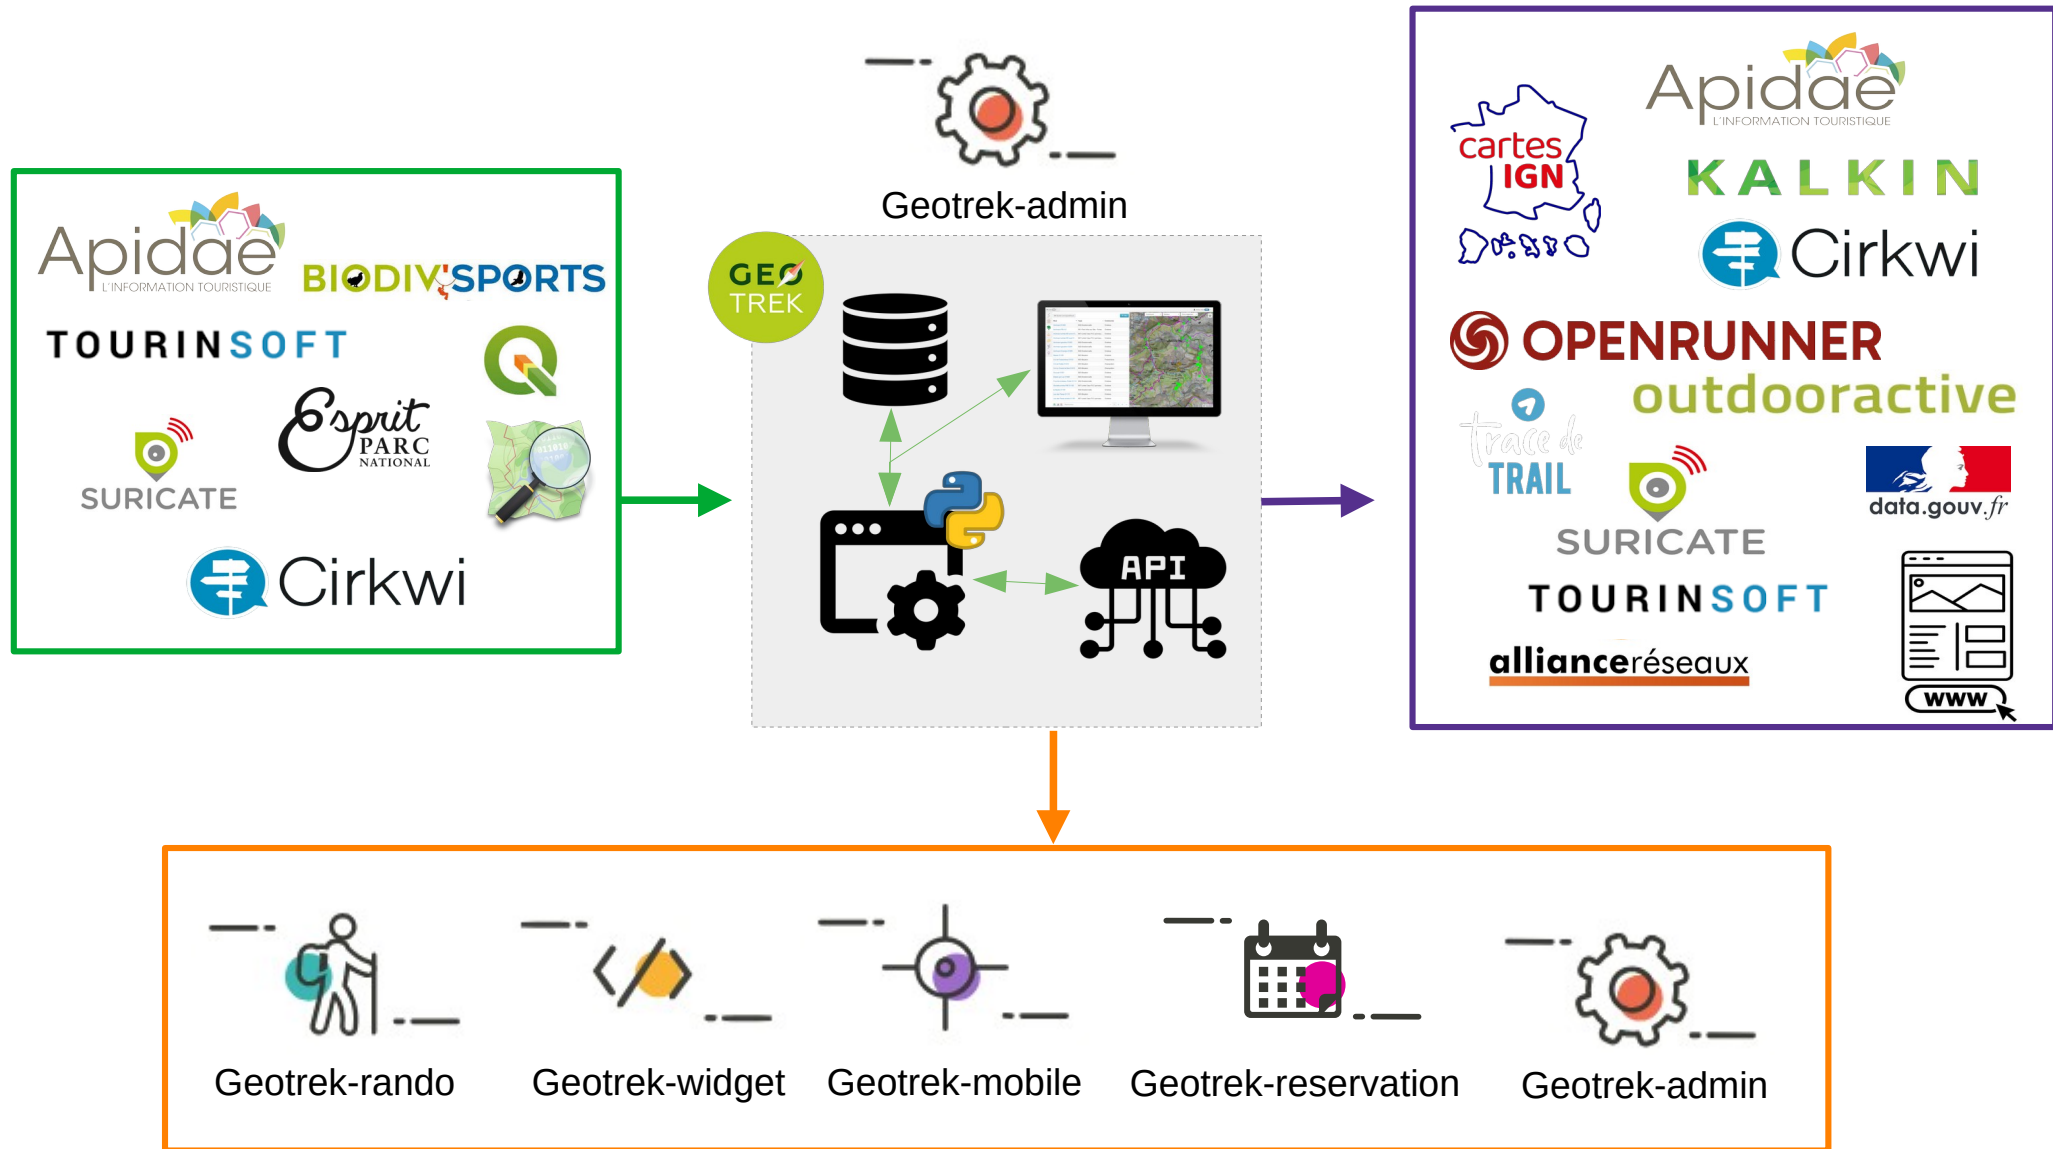 Geotrek-admin
Apidae
L'INFORMATION TOURISTIQUE
BIODIV'SPORTS
TOURINSOFT
Esprit
PARC
NATIONAL
SURICATE
Cirkwi
GEO
TREK
API
cartes
IGN
Apidae
L'INFORMATION TOURISTIQUE
KALKIN
Cirkwi
OPENRUNNER
outdooractive
Trace de
TRAIL
SURICATE
data.gouv.fr
TOURINSOFT
allianceréseaux
www
Geotrek-rando
Geotrek-widget
Geotrek-mobile
Geotrek-reservation
Geotrek-admin